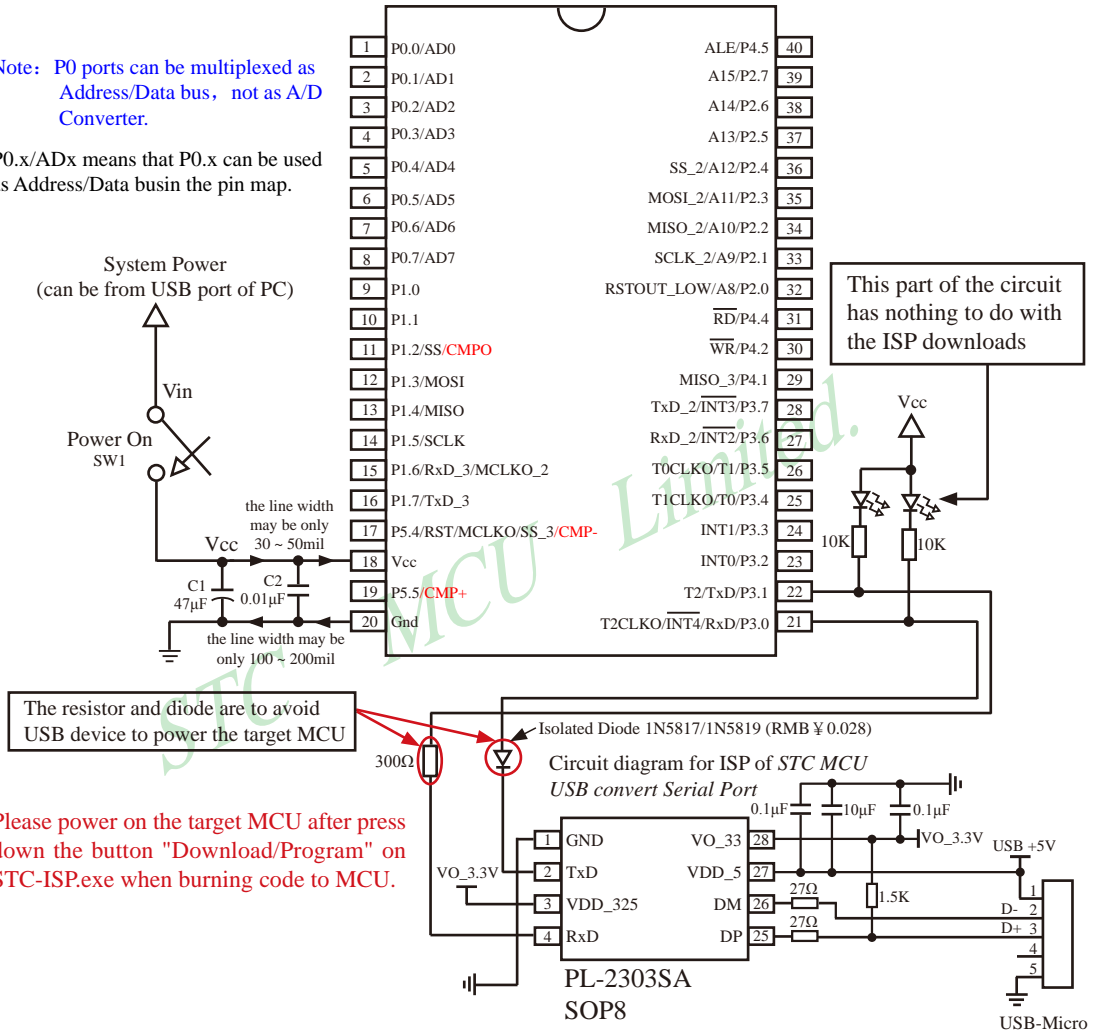 Note：P0 ports can be multiplexed as
Address/Data bus，not as A/D
Converter.
P0.x/ADx means that P0.x can be used
as Address/Data busin the pin map.
System Power
(can be from USB port of PC)
Vin
Power On
SW1
the line width
may be only
30 ~ 50mil
Vcc
C1
47μF
C2
0.01μF
the line width may be
only 100 ~ 200mil
1 P0.0/AD0
2 P0.1/AD1
3 P0.2/AD2
4 P0.3/AD3
5 P0.4/AD4
6 P0.5/AD5
7 P0.6/AD6
8 P0.7/AD7
9 P1.0
10 P1.1
11 P1.2/SS/CMPO
12 P1.3/MOSI
13 P1.4/MISO
14 P1.5/SCLK
15 P1.6/RxD_3/MCLKO_2
16 P1.7/TxD_3
17 P5.4/RST/MCLKO/SS_3/CMP-
18 Vcc
19 P5.5/CMP+
20 Gnd
ALE/P4.5 40
A15/P2.7 39
A14/P2.6 38
A13/P2.5 37
SS_2/A12/P2.4 36
MOSI_2/A11/P2.3 35
MISO_2/A10/P2.2 34
SCLK_2/A9/P2.1 33
RSTOUT_LOW/A8/P2.0 32
RD/P4.4 31
WR/P4.2 30
MISO_3/P4.1 29
TxD_2/INT3/P3.7 28
RxD_2/INT2/P3.6 27
T0CLKO/T1/P3.5 26
T1CLKO/T0/P3.4 25
INT1/P3.3 24
INT0/P3.2 23
T2/TxD/P3.1 22
T2CLKO/INT4/RxD/P3.0 21
This part of the circuit
has nothing to do with
the ISP downloads
Vcc
10K
10K
STC MCU Limited.
The resistor and diode are to avoid
USB device to power the target MCU
300Ω
Isolated Diode 1N5817/1N5819 (RMB￥0.028)
Circuit diagram for ISP of STC MCU
USB convert Serial Port
Please power on the target MCU after press
down the button "Download/Program" on
STC-ISP.exe when burning code to MCU.
0.1μF
10μF
0.1μF
VO_3.3V
1 GND
2 TxD
3 VDD_325
4 RxD
VO_33 28
VDD_5 27
DM 26
DP 25
VO_3.3V
USB +5V
27Ω
27Ω
1.5K
1
D- 2
D+ 3
4
5
PL-2303SA
SOP8
USB-Micro